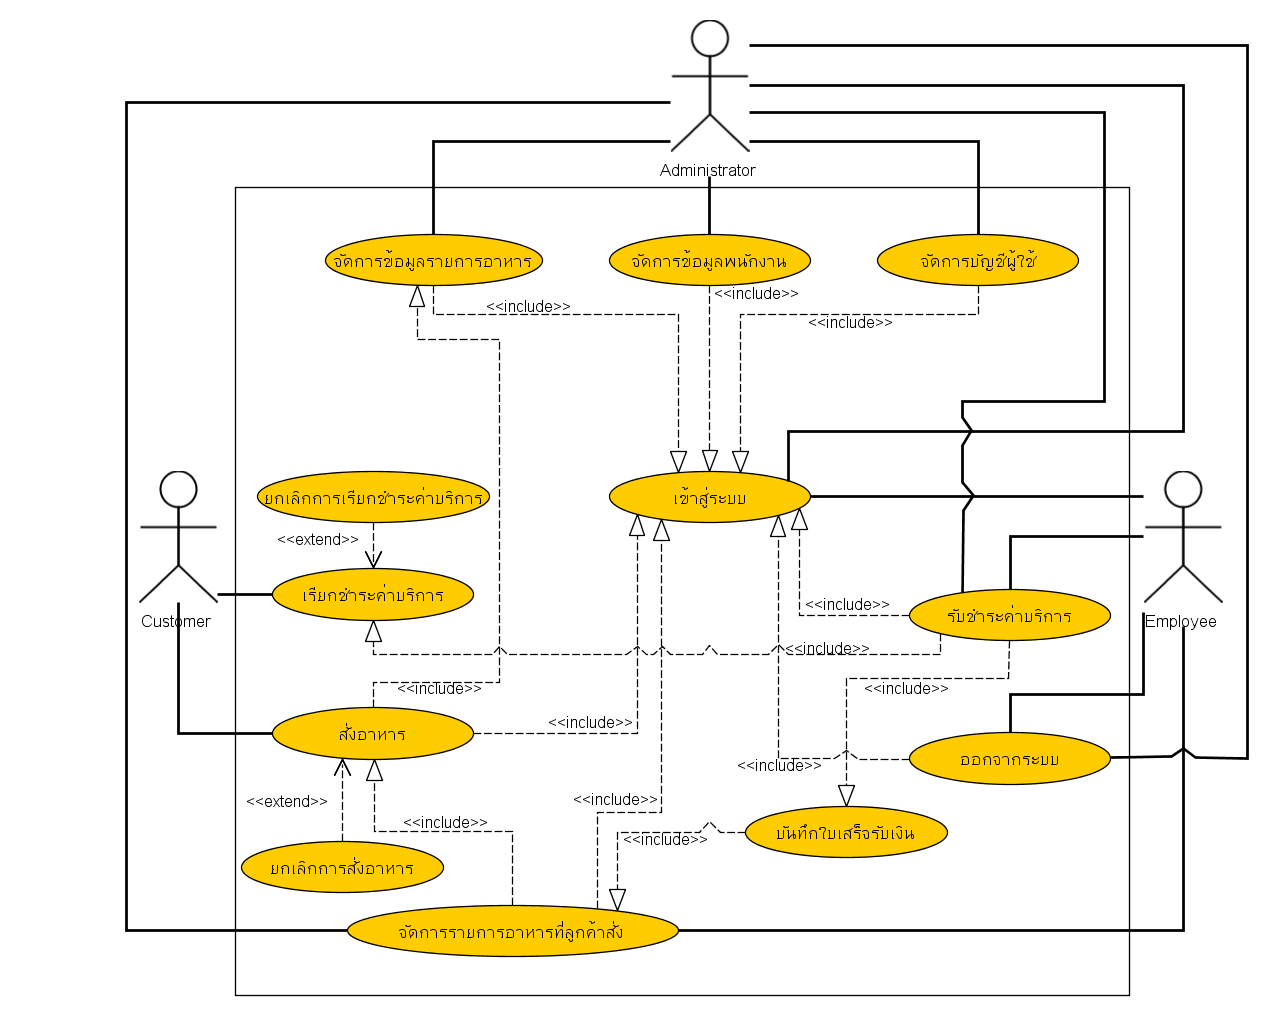 Administrator
จัดการข้อมูลรายการอาหาร
จัดการข้อมูลพนักงาน
จัดการบัญชีผู้ใช้
<<include>>
<<include>>
<<include>>
ยกเลิกการเรียกชำระค่าบริการ
เข้าสู่ระบบ
<<extend>>
เรียกชำระค่าบริการ
<<include>>
รับชำระค่าบริการ
Customer
Employee
<<include>>
<<include>>
<<include>>
<<include>>
สั่งอาหาร
ออกจากระบบ
<<include>>
<<extend>>
<<include>>
<<include>>
บันทึกใบเสร็จรับเงิน
<<include>>
ยกเลิกการสั่งอาหาร
จัดการรายการอาหารที่ลูกค้าสั่ง